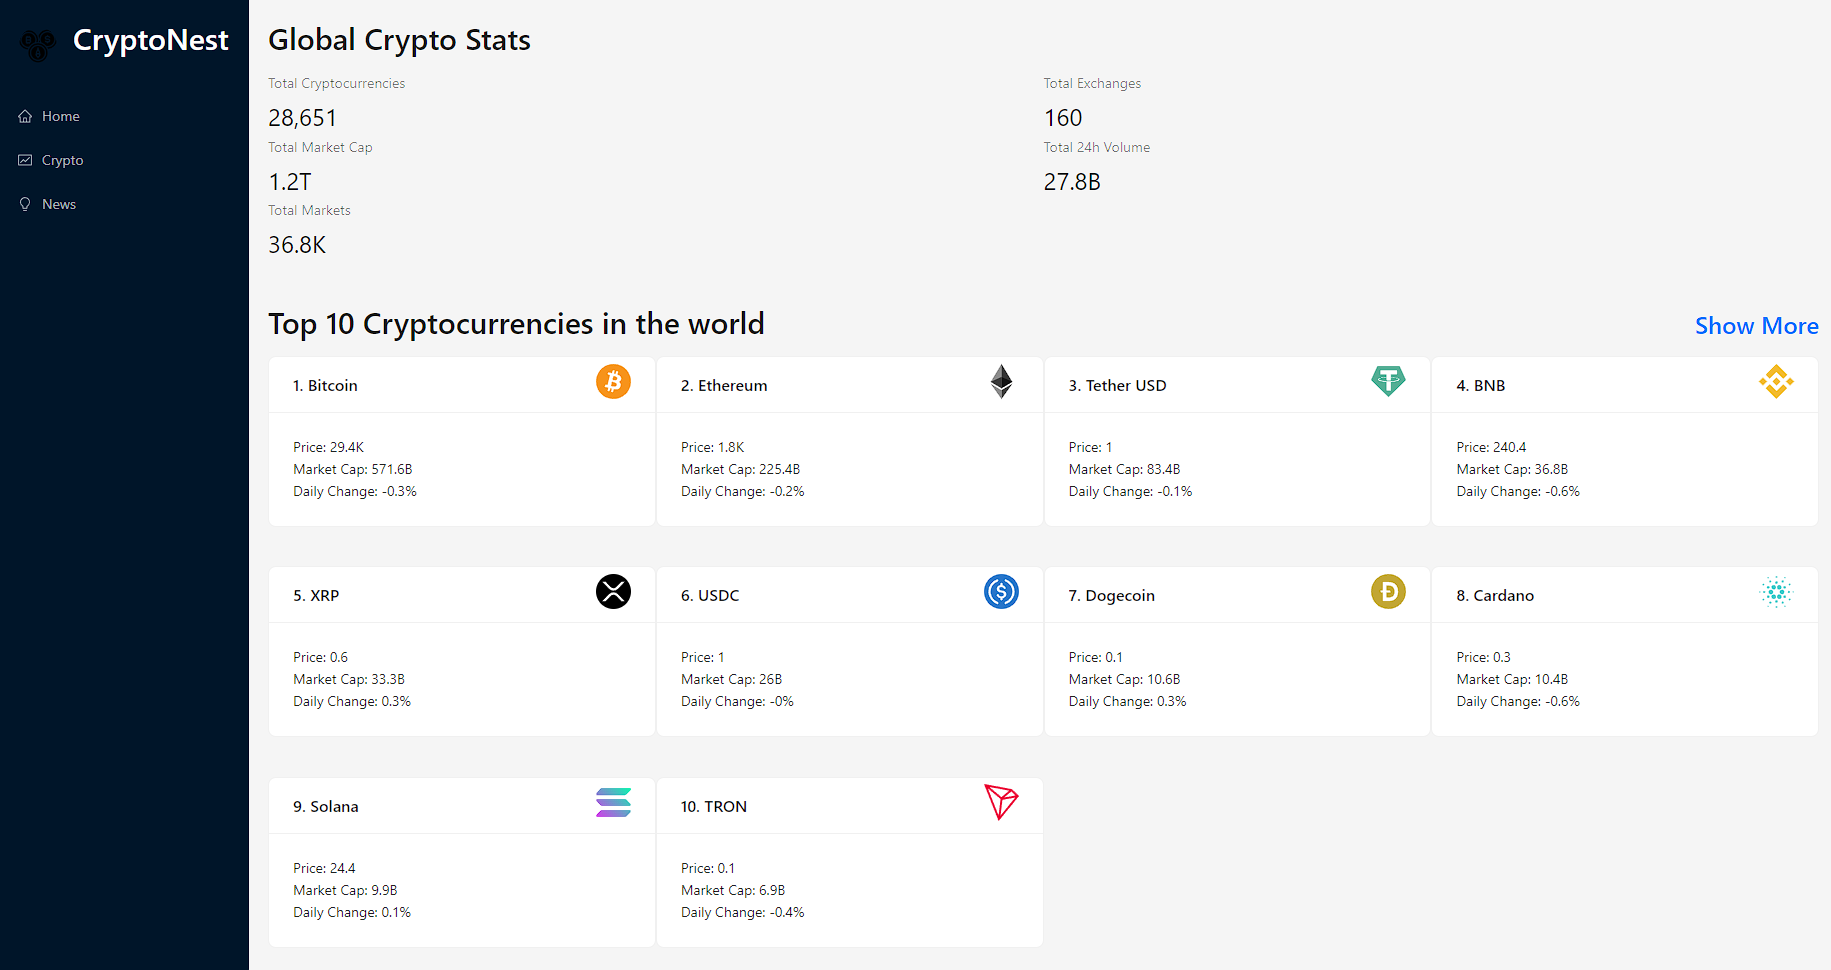 CryptoNest
Home
Crypto
News
Global Crypto Stats
Total Cryptocurrencies
28,651
Total Exchanges
160
Total Market Cap
1.2T
Total 24h Volume
27.8B
Total Markets
36.8K
Top 10 Cryptocurrencies in the world
Show More
1. Bitcoin
Price: 29.4K
Market Cap: 571.6B
Daily Change: -0.3%
2. Ethereum
Price: 1.8K
Market Cap: 225.4B
Daily Change: -0.2%
3. Tether USD
Price: 1
Market Cap: 83.4B
Daily Change: -0.1%
4. BNB
Price: 240.4
Market Cap: 36.8B
Daily Change: -0.6%
5. XRP
Price: 0.6
Market Cap: 33.3B
Daily Change: 0.3%
6. USDC
Price: 1
Market Cap: 26B
Daily Change: -0%
7. Dogecoin
Price: 0.1
Market Cap: 10.6B
Daily Change: 0.3%
8. Cardano
Price: 0.3
Market Cap: 10.4B
Daily Change: -0.6%
9. Solana
Price: 24.4
Market Cap: 9.9B
Daily Change: 0.1%
10. TRON
Price: 0.1
Market Cap: 6.9B
Daily Change: -0.4%